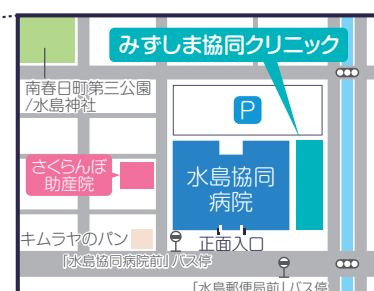 みずしま協同クリニック
南春日町第三公園
/水島神社
P
さくらんぼ
助産院
水島協同
病院
キムラヤのパン
正面入口
「水島協同病院前」バス停
「水島郵便局前」バス停